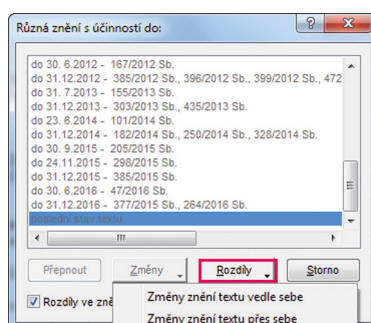 Různá znění s účinností do:
do 30. 6.2012 - 167/2012 Sb.
do 31.12.2012 - 385/2012 Sb., 396/2012 Sb., 399/2012 Sb., 472
do 31. 7.2013 - 155/2013 Sb.
do 31.12.2013 - 303/2013 Sb., 435/2013 Sb.
do 23. 6.2014 - 101/2014 Sb.
do 31.12.2014 - 182/2014 Sb., 250/2014 Sb., 328/2014 Sb.
do 30. 9.2015 - 205/2015 Sb.
do 24.11.2015 - 298/2015 Sb.
do 31.12.2015 - 385/2015 Sb.
do 30. 6.2016 - 47/2016 Sb.
do 31.12.2016 - 377/2015 Sb., 264/2016 Sb.
poslední stav textu
Přepnout Změny Rozdíly Storno
Rozdíly ve zně
Změny znění textu vedle sebe
Změny znění textu přes sebe